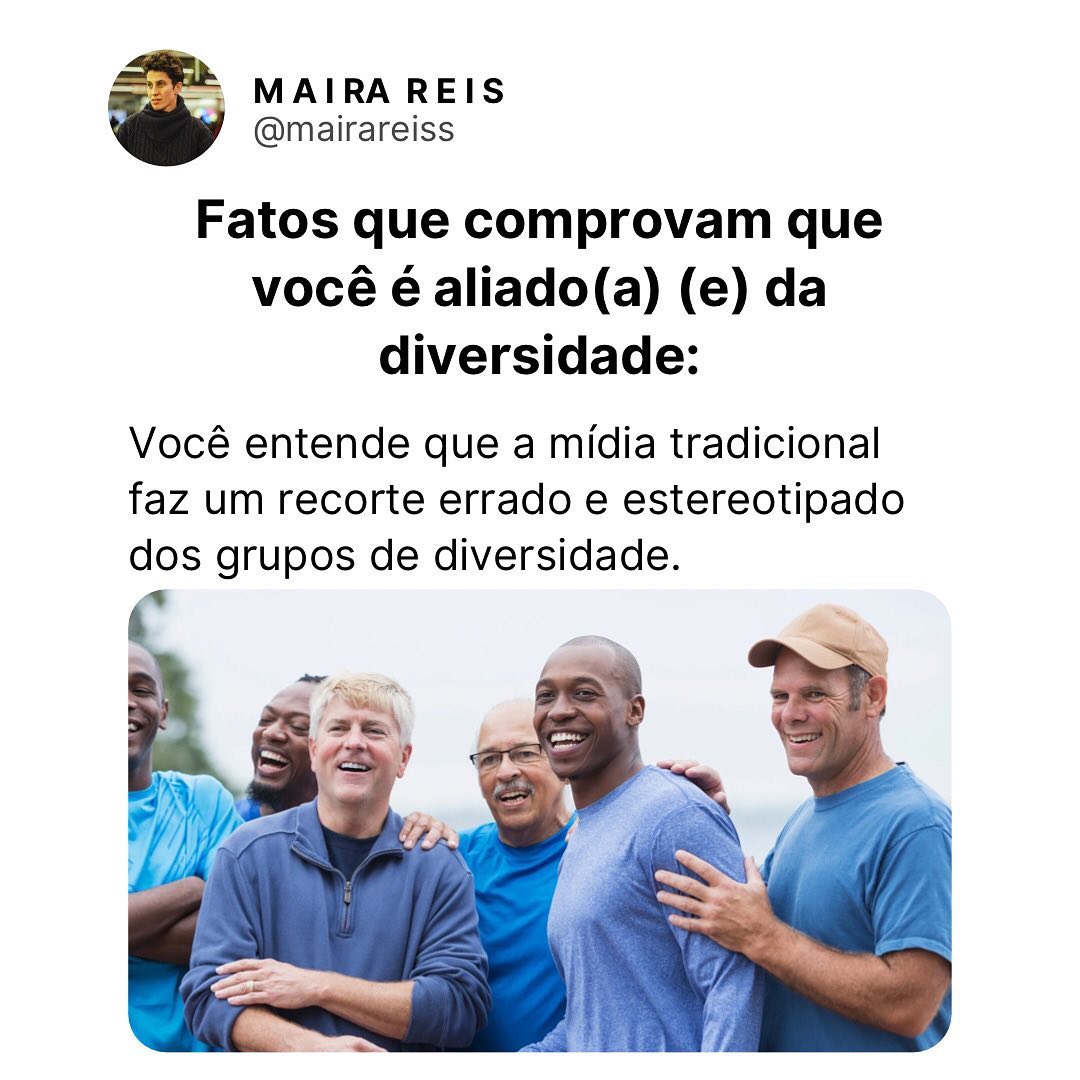 MAIRA REIS
@mairareiss
Fatos que comprovam que
você é aliado(a) (e) da
diversidade:
Você entende que a mídia tradicional
faz um recorte errado e estereotipado
dos grupos de diversidade.